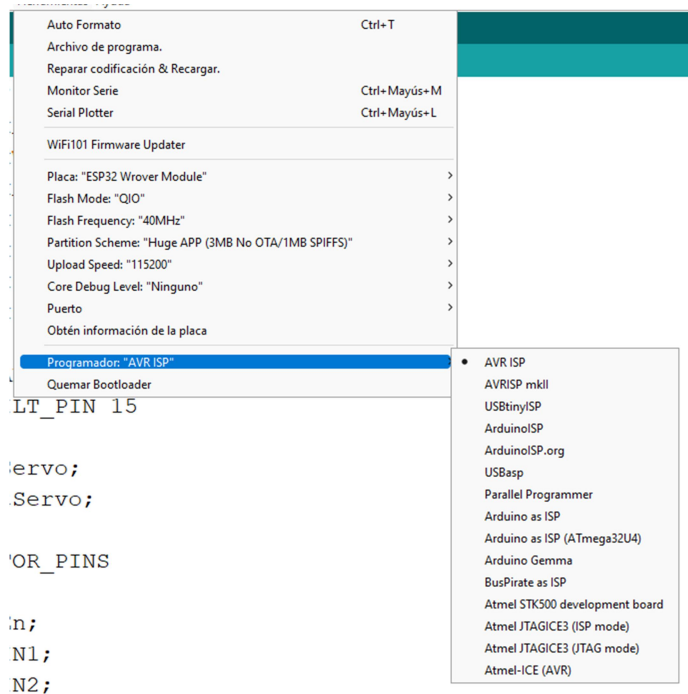 Auto Formato Ctrl+T
Archivo de programa.
Reparar codificación & Recargar.
Monitor Serie Ctrl+Mayús+M
Serial Plotter Ctrl+Mayús+L
WiFi101 Firmware Updater
Placa: "ESP32 Wrover Module"
Flash Mode: "QIO"
Flash Frequency: "40MHz"
Partition Scheme: "Huge APP (3MB No OTA/1MB SPIFFS)"
Upload Speed: "115200"
Core Debug Level: "Ninguno"
Puerto
Obtén información de la placa
Programador: "AVR ISP"
Quemar Bootloader
AVR ISP
AVRISP mkII
USBtinyISP
ArduinoISP
ArduinoISP.org
USBasp
Parallel Programmer
Arduino as ISP
Arduino as ISP (ATmega32U4)
Arduino Gemma
BusPirate as ISP
Atmel STK500 development board
Atmel JTAGICE3 (ISP mode)
Atmel JTAGICE3 (JTAG mode)
Atmel-ICE (AVR)
LT_PIN 15
ervo;
Servo;
OR_PINS
n;
N1;
N2;